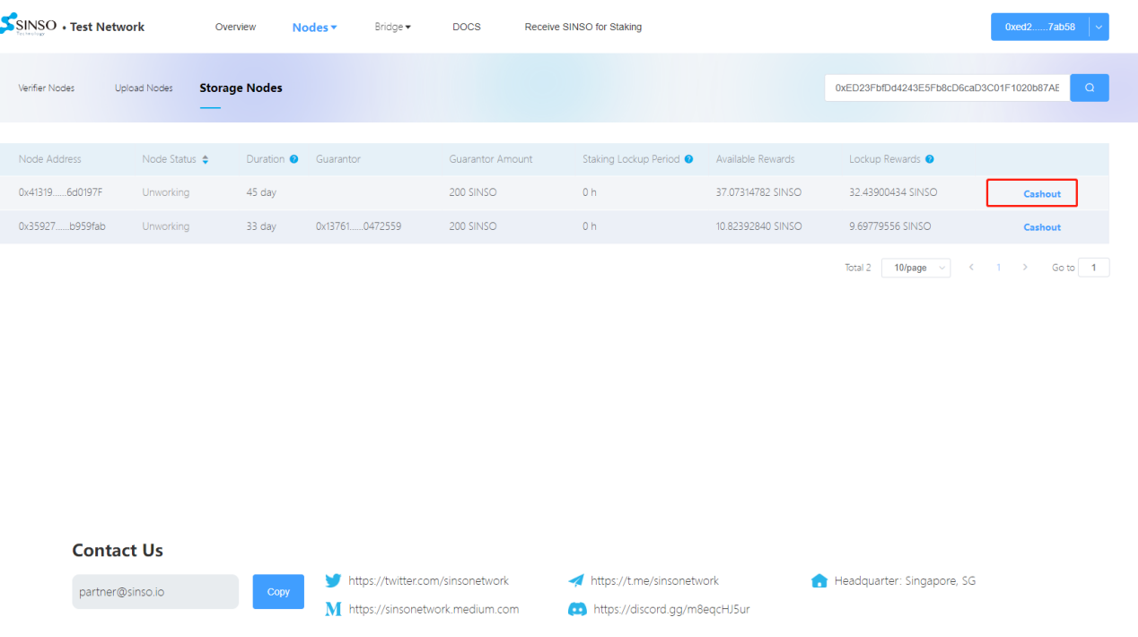 SINSO • Test Network Overview Nodes Bridge DOCS Receive SINSO for Staking 0xed2......7ab58
Technology
Verifier Nodes Upload Nodes Storage Nodes 0xED23FbfDd4243E5Fb8cD6caD3C01F1020b87AE
Node Address Node Status Duration ? Guarantor Guarantor Amount Staking Lockup Period ? Available Rewards Lockup Rewards ?
0x41319......6d0197F Unworking 45 day 200 SINSO 0 h 37.07314782 SINSO 32.43900434 SINSO Cashout
0x35927......b959fab Unworking 33 day 0x13761......0472559 200 SINSO 0 h 10.82392840 SINSO 9.69779556 SINSO Cashout
Total 2 10/page < 1 > Go to 1
Contact Us
partner@sinso.io Copy
https://twitter.com/sinsonetwork https://t.me/sinsonetwork Headquarter: Singapore, SG
https://sinsonetwork.medium.com https://discord.gg/m8eqcHJ5ur